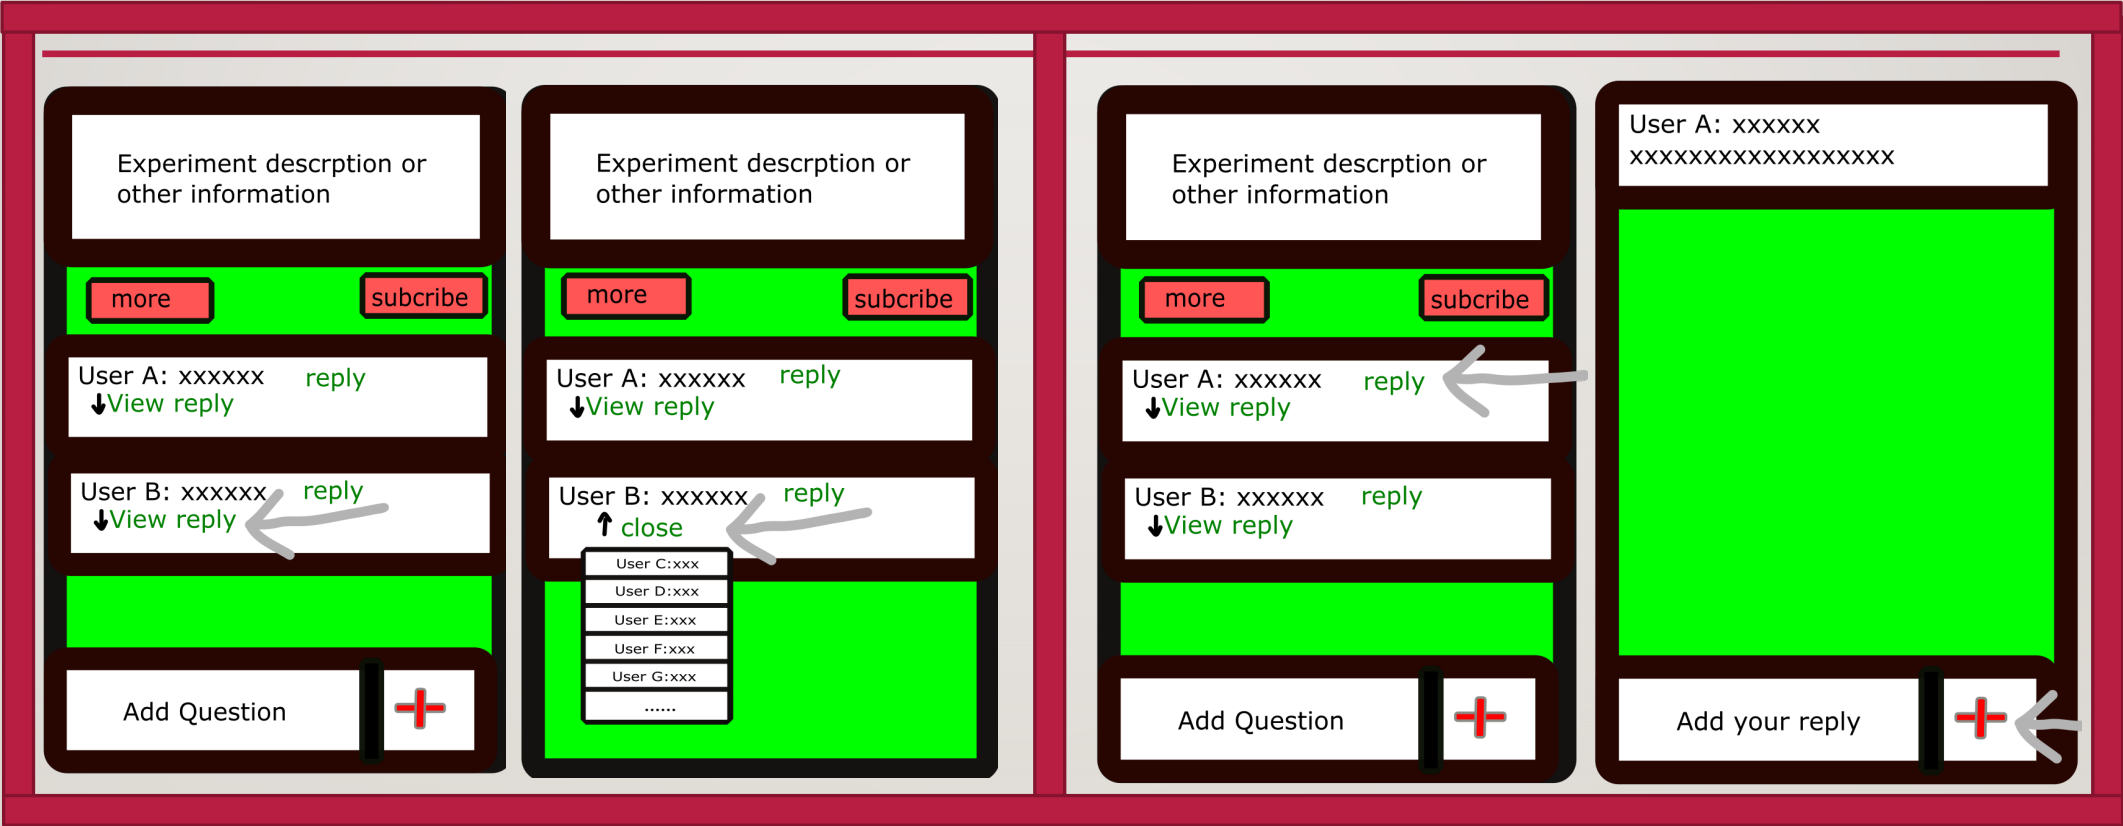 Experiment descrption or
other information
more
subcribe
User A: xxxxxx
reply
View reply
User B: xxxxxx
reply
View reply
Add Question
Experiment descrption or
other information
more
subcribe
User A: xxxxxx
reply
View reply
User B: xxxxxx
reply
close
User C:xxx
User D:xxx
User E:xxx
User F:xxx
User G:xxx
......
Experiment descrption or
other information
more
subcribe
User A: xxxxxx
reply
View reply
User B: xxxxxx
reply
View reply
Add Question
User A: xxxxxx
xxxxxxxxxxxxxxxxxx
Add your reply